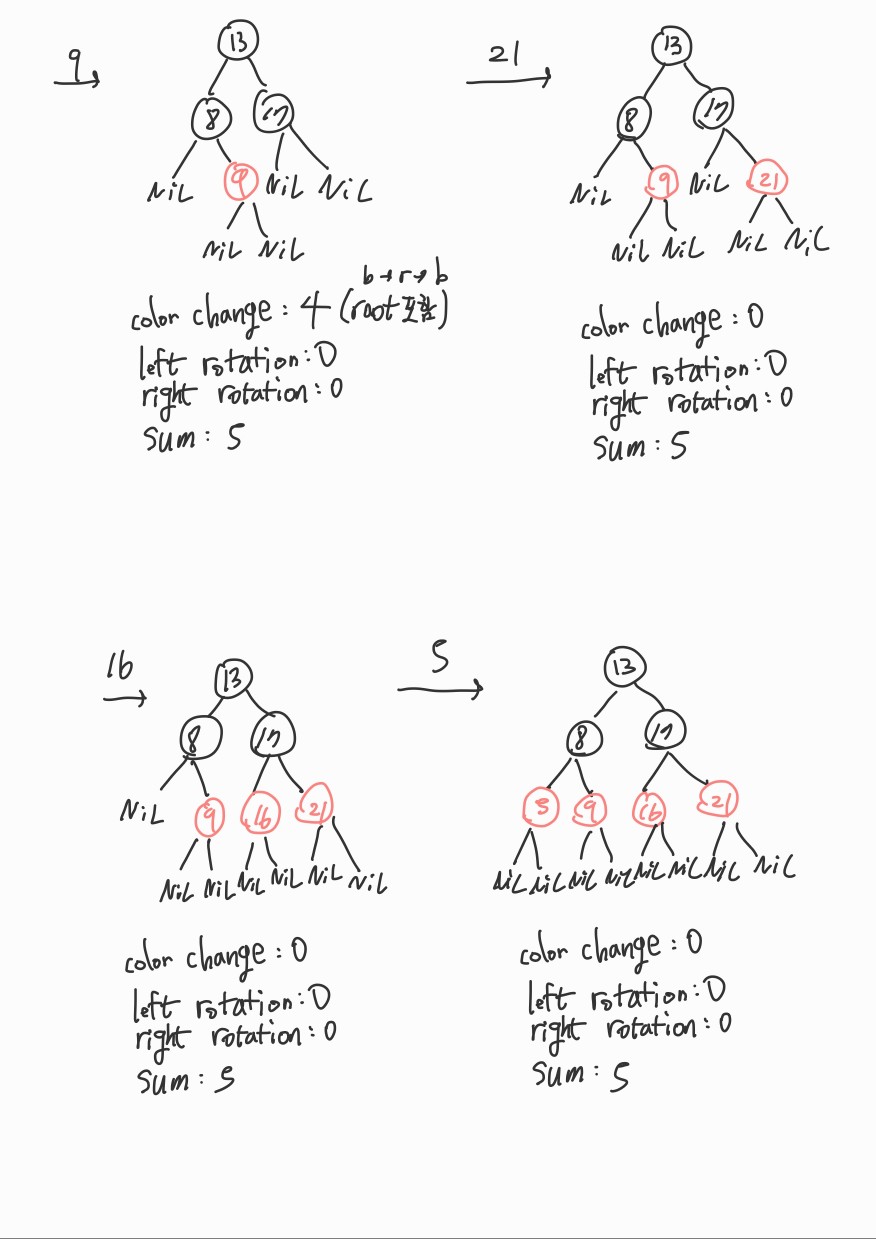 9
13
8 17
NiL 9 NiL NiL
NiL NiL
b→r→b
color change : 4 (root 포함)
left rotation : 0
right rotation : 0
sum : 5
21
13
8 17
NiL 9 NiL 21
NiL NiL NiL NiL
color change : 0
left rotation : 0
right rotation : 0
sum : 5
16
13
8 17
NiL 9 16 21
NiL NiL NiL NiL NiL NiL
color change : 0
left rotation : 0
right rotation : 0
sum : 5
5
13
8 17
5 9 16 21
NiL NiL NiL NiL NiL NiL NiL NiL
color change : 0
left rotation : 0
right rotation : 0
sum : 5